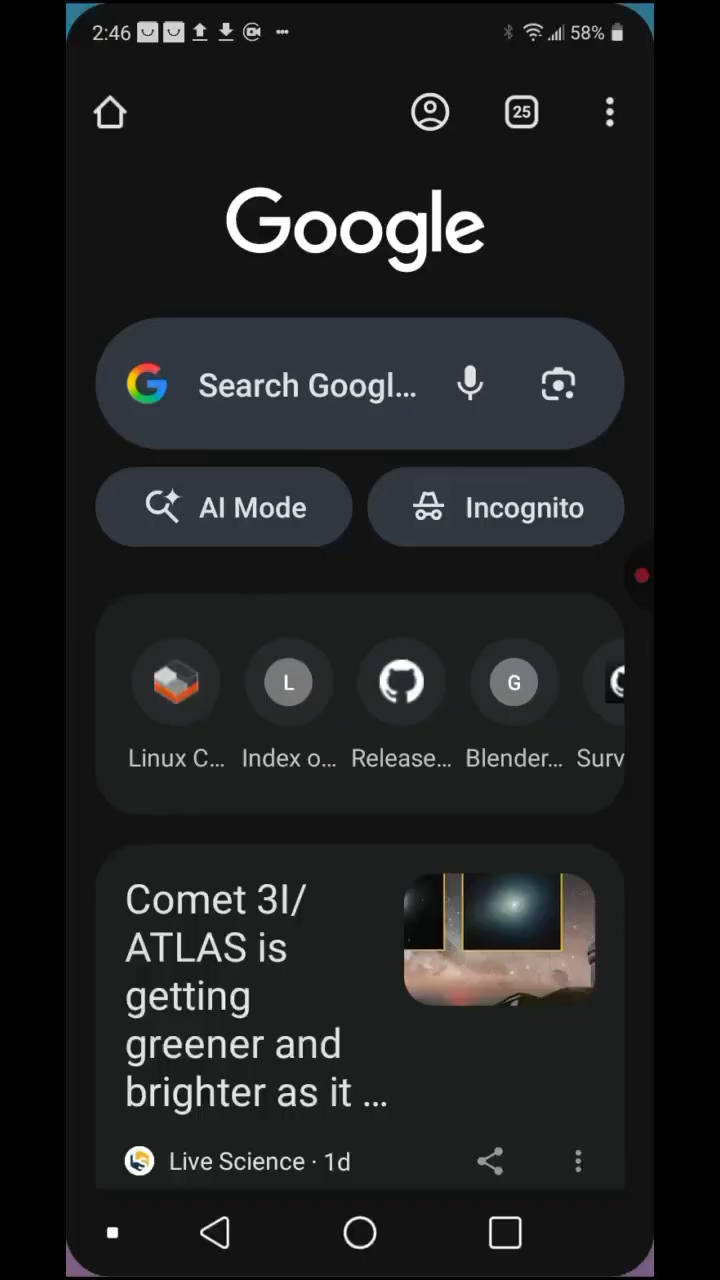 2:46
58%
25
Google
Search Googl...
AI Mode
Incognito
L
G
Linux C...
Index o...
Release...
Blender...
Surv
Comet 3I/
ATLAS is
getting
greener and
brighter as it ...
Live Science · 1d